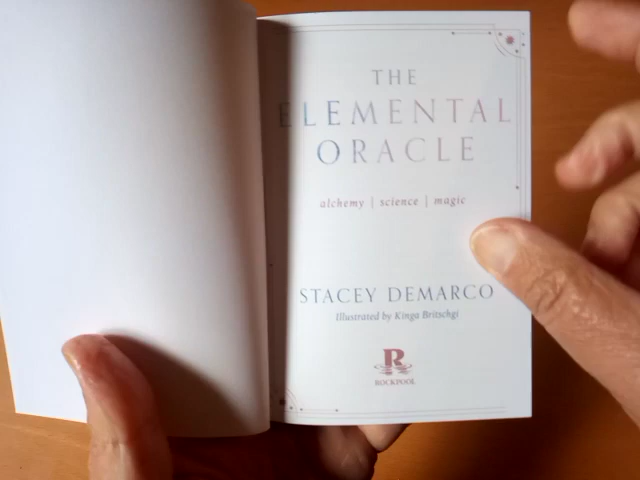 THE
ELEMENTAL
ORACLE
alchemy | science | magic
STACEY DEMARCO
Illustrated by Kinga Britschgi
R
ROCKPOOL